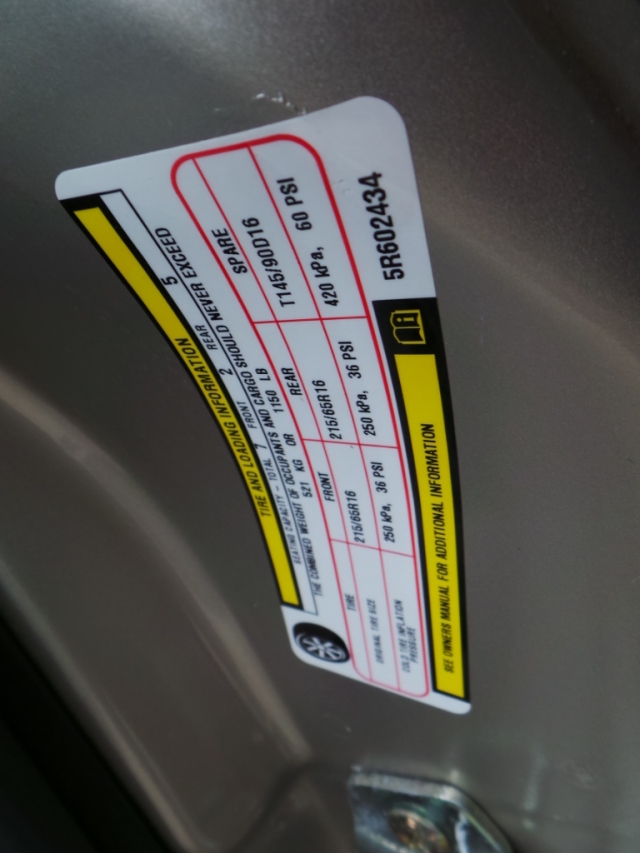 TIRE AND LOADING INFORMATION
SEATING CAPACITY - TOTAL 7 FRONT 2 REAR 5
THE COMBINED WEIGHT OF OCCUPANTS AND CARGO SHOULD NEVER EXCEED
521 KG OR 1150 LB
TIRE FRONT REAR SPARE
ORIGINAL TIRE SIZE 215/65R16 215/65R16 T145/90D16
COLD TIRE INFLATION PRESSURE 250 kPa, 36 PSI 250 kPa, 36 PSI 420 kPa, 60 PSI
SEE OWNERS MANUAL FOR ADDITIONAL INFORMATION
5R602434